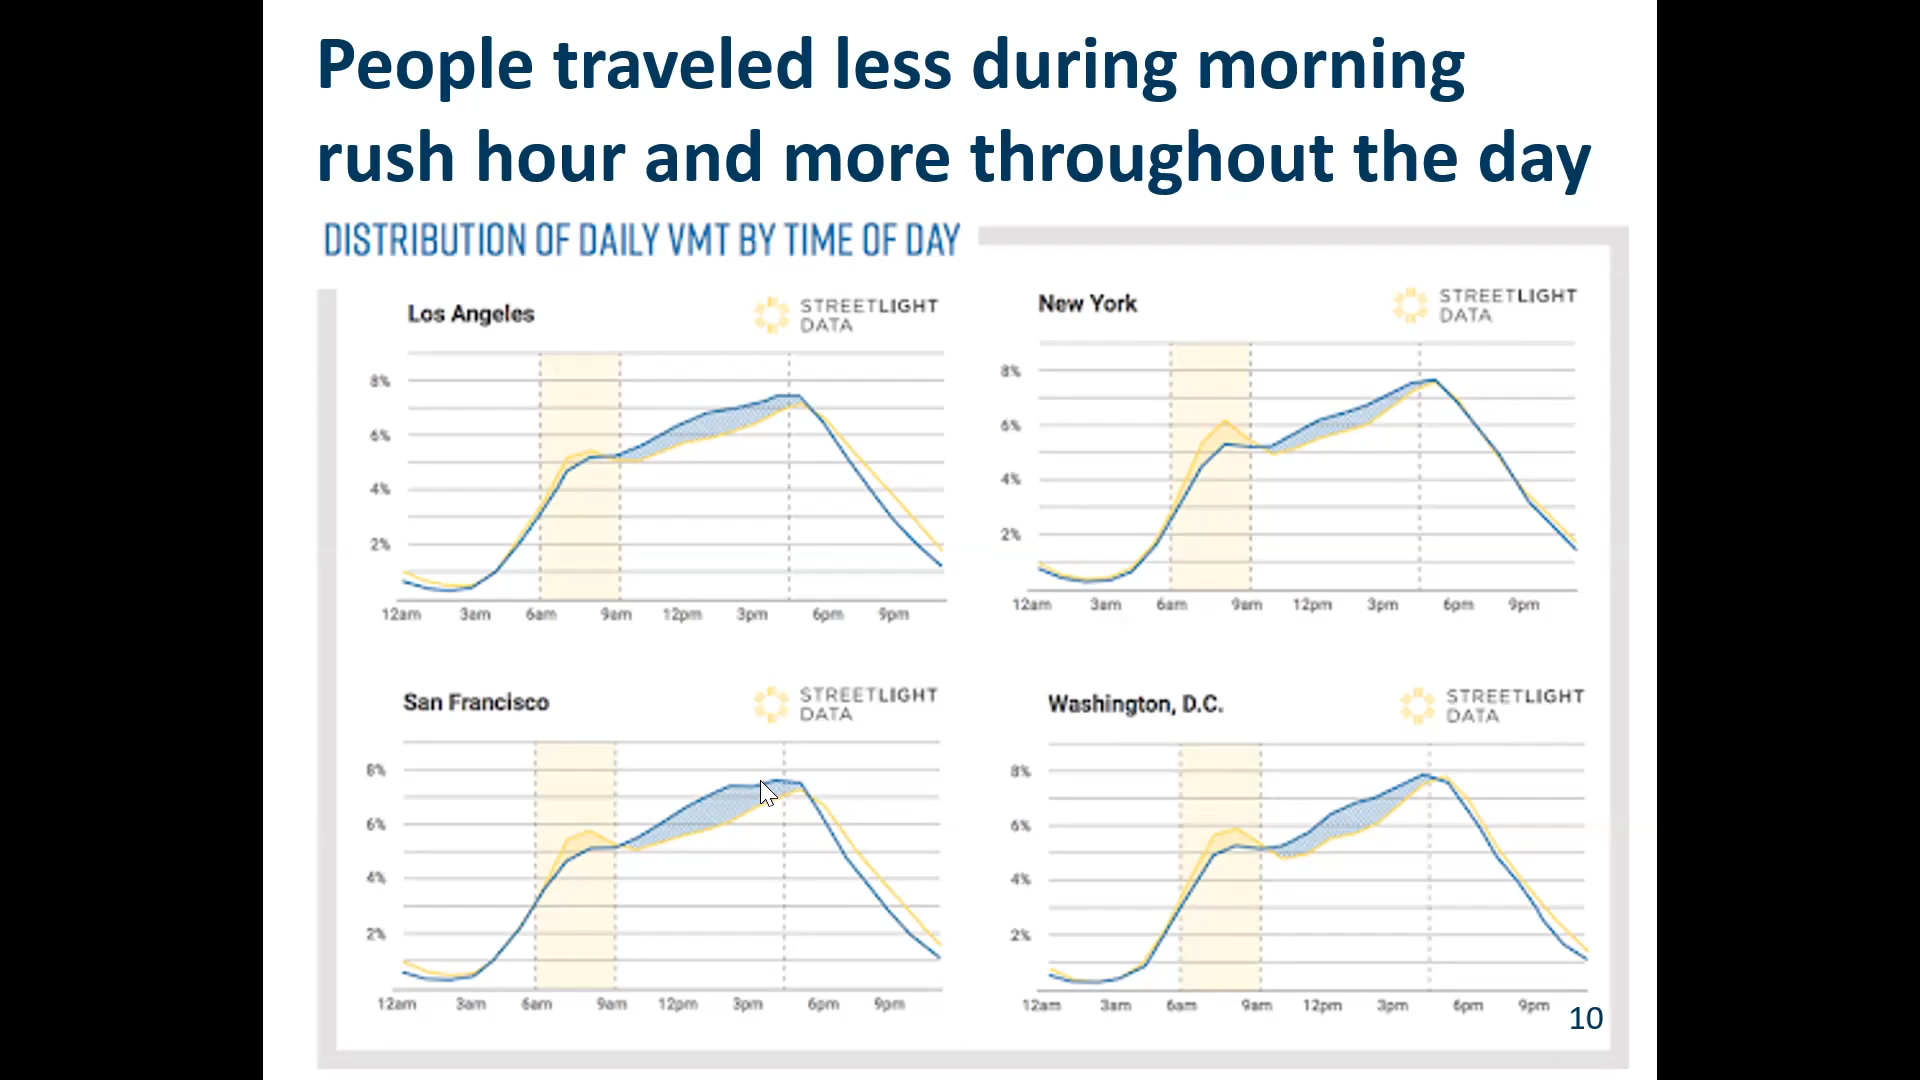 People traveled less during morning
rush hour and more throughout the day
DISTRIBUTION OF DAILY VMT BY TIME OF DAY
Los Angeles
STREETLIGHT
DATA
8%
6%
4%
2%
12am 3am 6am 9am 12pm 3pm 6pm 9pm
New York
STREETLIGHT
DATA
8%
6%
4%
2%
12am 3am 6am 9am 12pm 3pm 6pm 9pm
San Francisco
STREETLIGHT
DATA
8%
6%
4%
2%
12am 3am 6am 9am 12pm 3pm 6pm 9pm
Washington, D.C.
STREETLIGHT
DATA
8%
6%
4%
2%
12am 3am 6am 9am 12pm 3pm 6pm 9pm
10